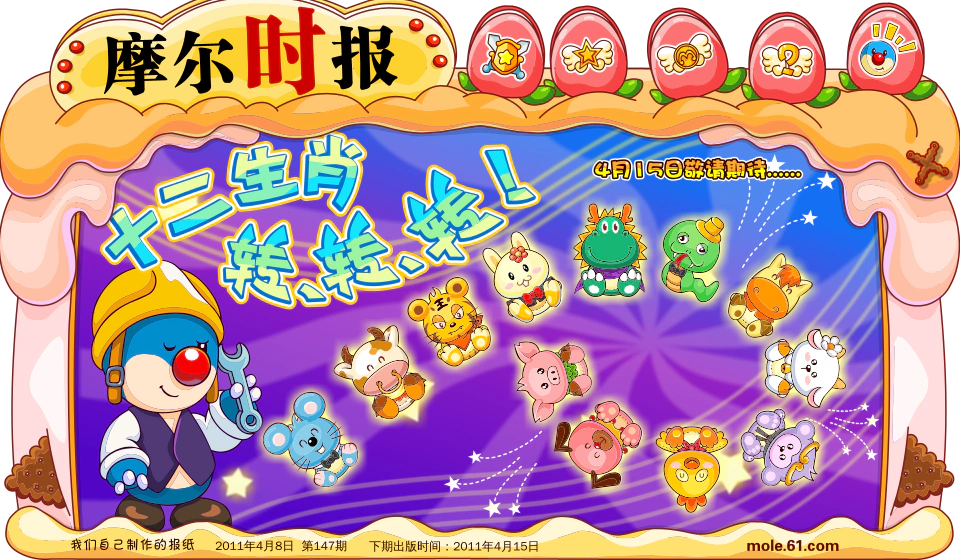 摩尔时报
十二生肖
转、转、转！
4月15日敬请期待......
王
我们自己制作的报纸 2011年4月8日 第147期 下期出版时间：2011年4月15日 mole.61.com